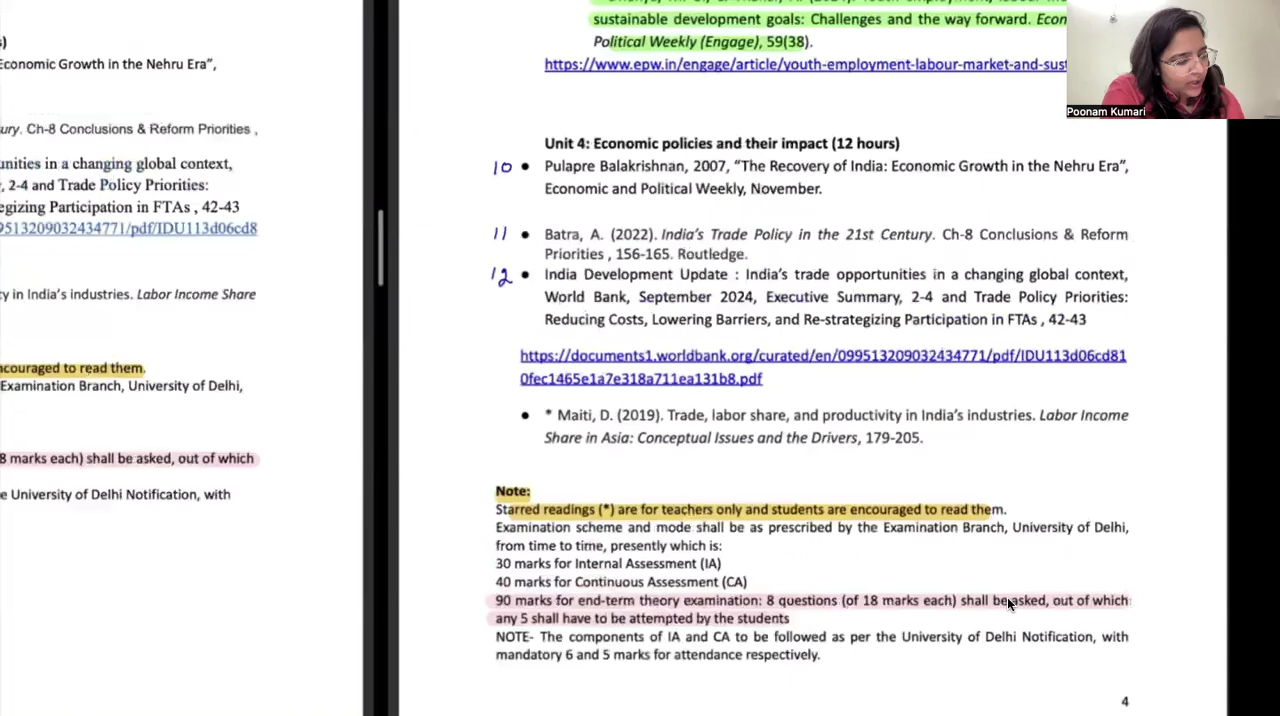 s)
Economic Growth in the Nehru Era",
ury. Ch-8 Conclusions & Reform Priorities ,
unities in a changing global context,
, 2-4 and Trade Policy Priorities:
egizing Participation in FTAs , 42-43
09513209032434771/pdf/IDU113d06cd8
ty in India's industries. Labor Income Share
ncouraged to read them.
Examination Branch, University of Delhi,
8 marks each) shall be asked, out of which
e University of Delhi Notification, with
sustainable development goals: Challenges and the way forward. Econ
Political Weekly (Engage), 59(38).
https://www.epw.in/engage/article/youth-employment-labour-market-and-sust
Poonam Kumari
Unit 4: Economic policies and their impact (12 hours)
10 • Pulapre Balakrishnan, 2007, "The Recovery of India: Economic Growth in the Nehru Era",
Economic and Political Weekly, November.
11 • Batra, A. (2022). India's Trade Policy in the 21st Century. Ch-8 Conclusions & Reform
Priorities , 156-165. Routledge.
12 • India Development Update : India's trade opportunities in a changing global context,
World Bank, September 2024, Executive Summary, 2-4 and Trade Policy Priorities:
Reducing Costs, Lowering Barriers, and Re-strategizing Participation in FTAs , 42-43
https://documents1.worldbank.org/curated/en/099513209032434771/pdf/IDU113d06cd81
0fec1465e1a7e318a711ea131b8.pdf
• * Maiti, D. (2019). Trade, labor share, and productivity in India's industries. Labor Income
Share in Asia: Conceptual Issues and the Drivers, 179-205.
Note:
Starred readings (*) are for teachers only and students are encouraged to read them.
Examination scheme and mode shall be as prescribed by the Examination Branch, University of Delhi,
from time to time, presently which is:
30 marks for Internal Assessment (IA)
40 marks for Continuous Assessment (CA)
90 marks for end-term theory examination: 8 questions (of 18 marks each) shall be asked, out of which
any 5 shall have to be attempted by the students
NOTE- The components of IA and CA to be followed as per the University of Delhi Notification, with
mandatory 6 and 5 marks for attendance respectively.
4